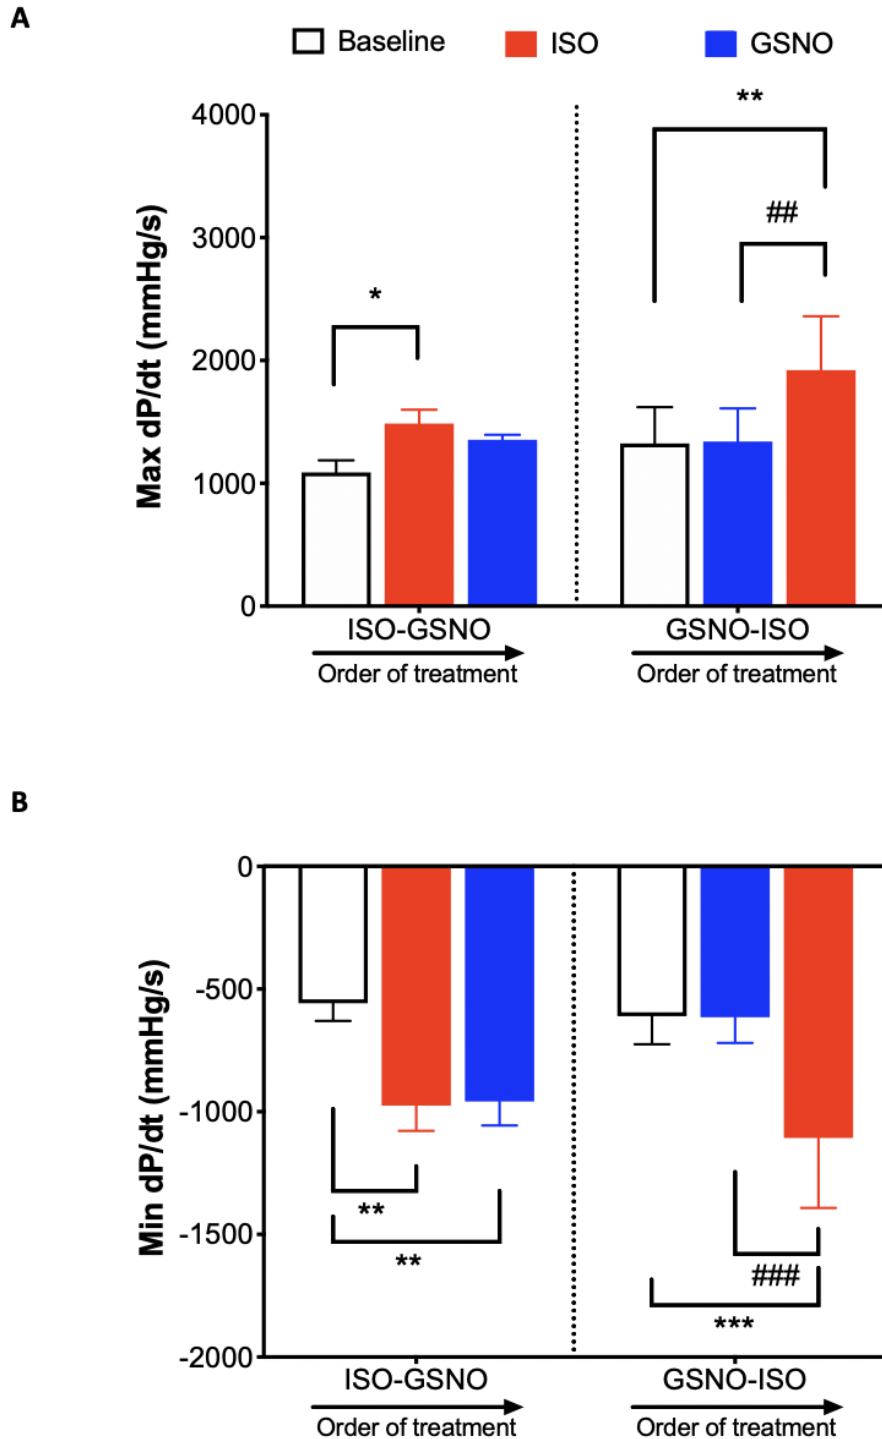 A
Baseline ISO GSNO
**
4000
##
3000
*
2000
1000
0
Max dP/dt (mmHg/s)
ISO-GSNO GSNO-ISO
Order of treatment Order of treatment
B
0
-500
-1000
-1500
-2000
Min dP/dt (mmHg/s)
**
**
###
***
ISO-GSNO GSNO-ISO
Order of treatment Order of treatment